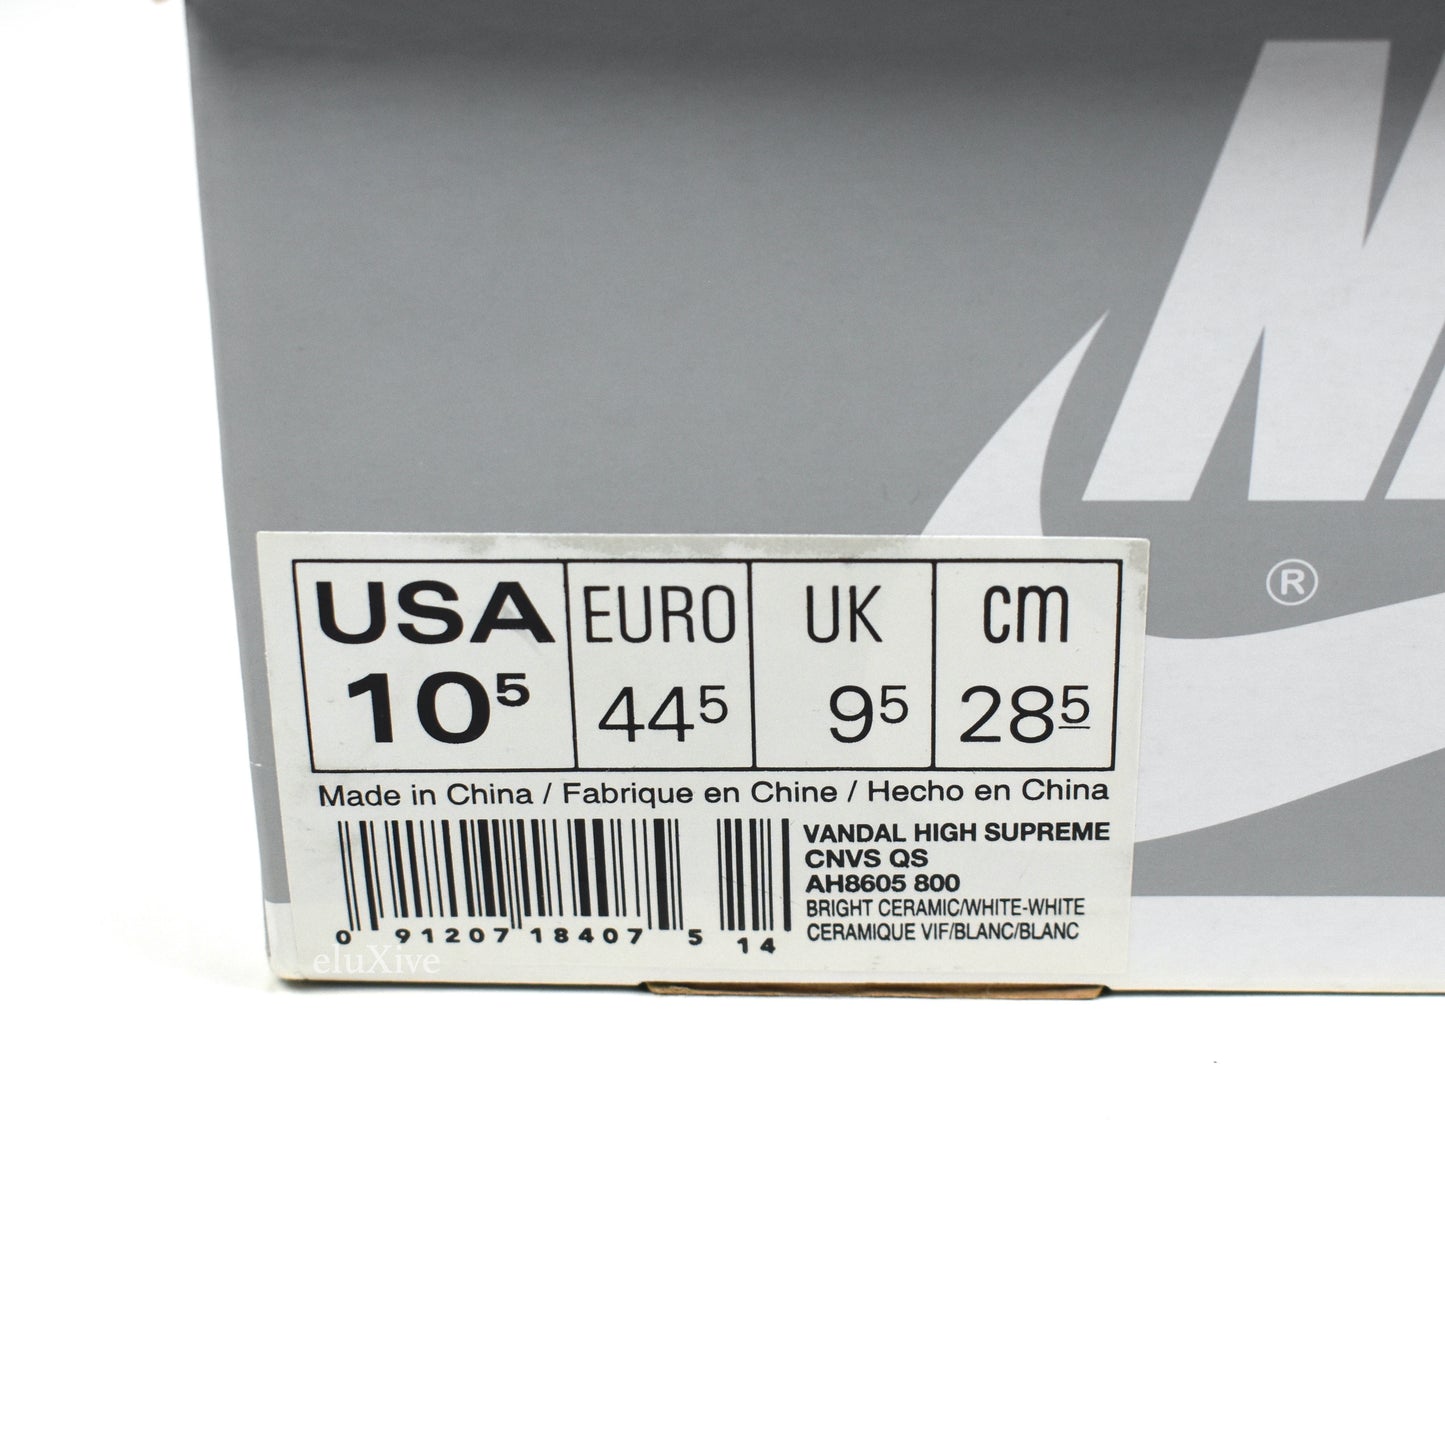 ®
USA EURO UK cm
10⁵ 44⁵ 9⁵ 28⁵
Made in China / Fabrique en Chine / Hecho en China
VANDAL HIGH SUPREME
CNVS QS
AH8605 800
BRIGHT CERAMIC/WHITE-WHITE
CERAMIQUE VIF/BLANC/BLANC
0 91207 18407 5 14
eluXive